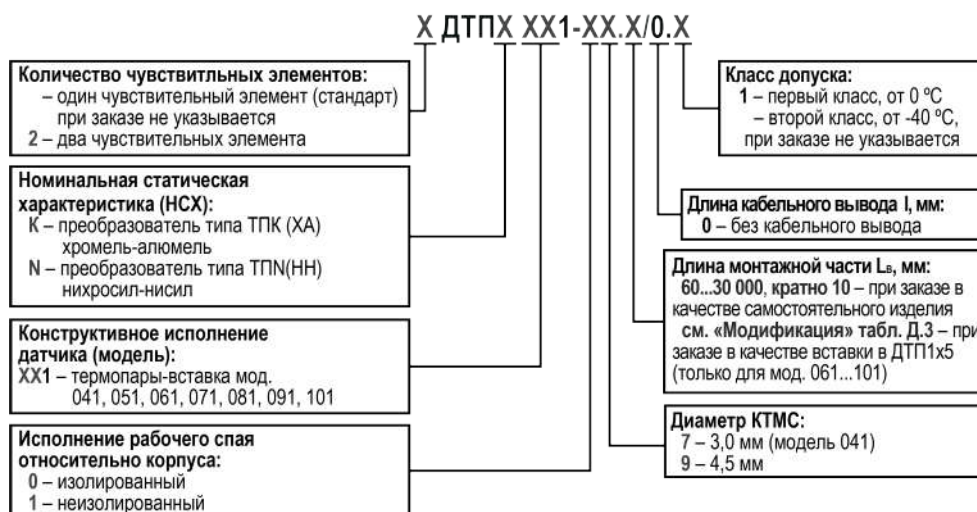 X ДТПX XX1-XX.X/0.X
Количество чувствитльных элементов:
– один чувствительный элемент (стандарт)
при заказе не указывается
2 – два чувствительных элемента
Номинальная статическая
характеристика (НСХ):
К – преобразователь типа ТПК (ХА)
хромель-алюмель
N – преобразователь типа ТПN(НН)
нихросил-нисил
Конструктивное исполнение
датчика (модель):
XX1 – термопары-вставка мод.
041, 051, 061, 071, 081, 091, 101
Исполнение рабочего спая
относительно корпуса:
0 – изолированный
1 – неизолированный
Класс допуска:
1 – первый класс, от 0 ºС
– второй класс, от -40 ºС,
при заказе не указывается
Длина кабельного вывода l, мм:
0 – без кабельного вывода
Длина монтажной части Lв, мм:
60...30 000, кратно 10 – при заказе в
качестве самостоятельного изделия
см. «Модификация» табл. Д.3 – при
заказе в качестве вставки в ДТП1х5
(только для мод. 061...101)
Диаметр КТМС:
7 – 3,0 мм (модель 041)
9 – 4,5 мм